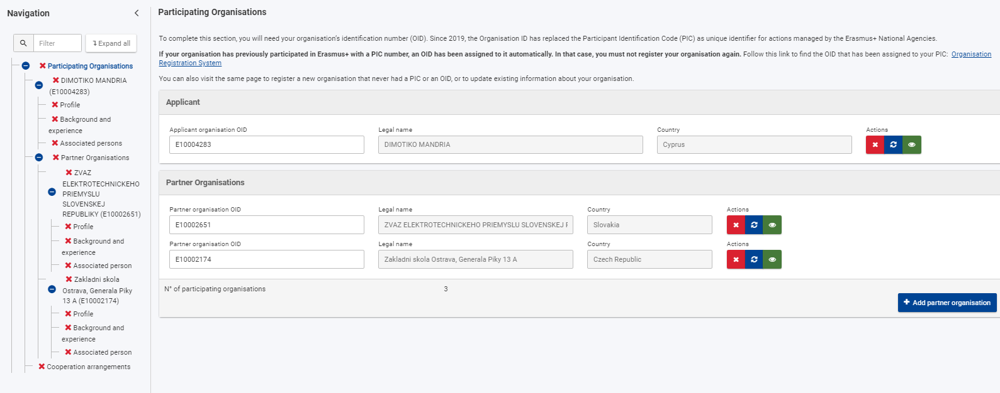 Navigation
Filter
Expand all
Participating Organisations
DIMOTIKO MANDRIA
(E10004283)
Profile
Background and
experience
Associated persons
Partner Organisations
ZVAZ
ELEKTROTECHNICKEHO
PRIEMYSLU
SLOVENSKEJ
REPUBLIKY (E10002651)
Profile
Background and
experience
Associated person
Zakladni skola
Ostrava, Generala Piky
13 A (E10002174)
Profile
Background and
experience
Associated person
Cooperation arrangements
Participating Organisations
To complete this section, you will need your organisation's identification number (OID). Since 2019, the Organisation ID has replaced the Participant Identification Code (PIC) as unique identifier for actions managed by the Erasmus+ National Agencies.
If your organisation has previously participated in Erasmus+ with a PIC number, an OID has been assigned to it automatically. In that case, you must not register your organisation again. Follow this link to find the OID that has been assigned to your PIC: Organisation
Registration System
You can also visit the same page to register a new organisation that never had a PIC or an OID, or to update existing information about your organisation.
Applicant
Applicant organisation OID Legal name Country Actions
E10004283 DIMOTIKO MANDRIA Cyprus
Partner Organisations
Partner organisation OID Legal name Country Actions
E10002651 ZVAZ ELEKTROTECHNICKEHO PRIEMYSLU SLOVENSKEJ Slovakia
Partner organisation OID Legal name Country Actions
E10002174 Zakladni skola Ostrava, Generala Piky 13 A Czech Republic
N° of participating organisations 3
Add partner organisation